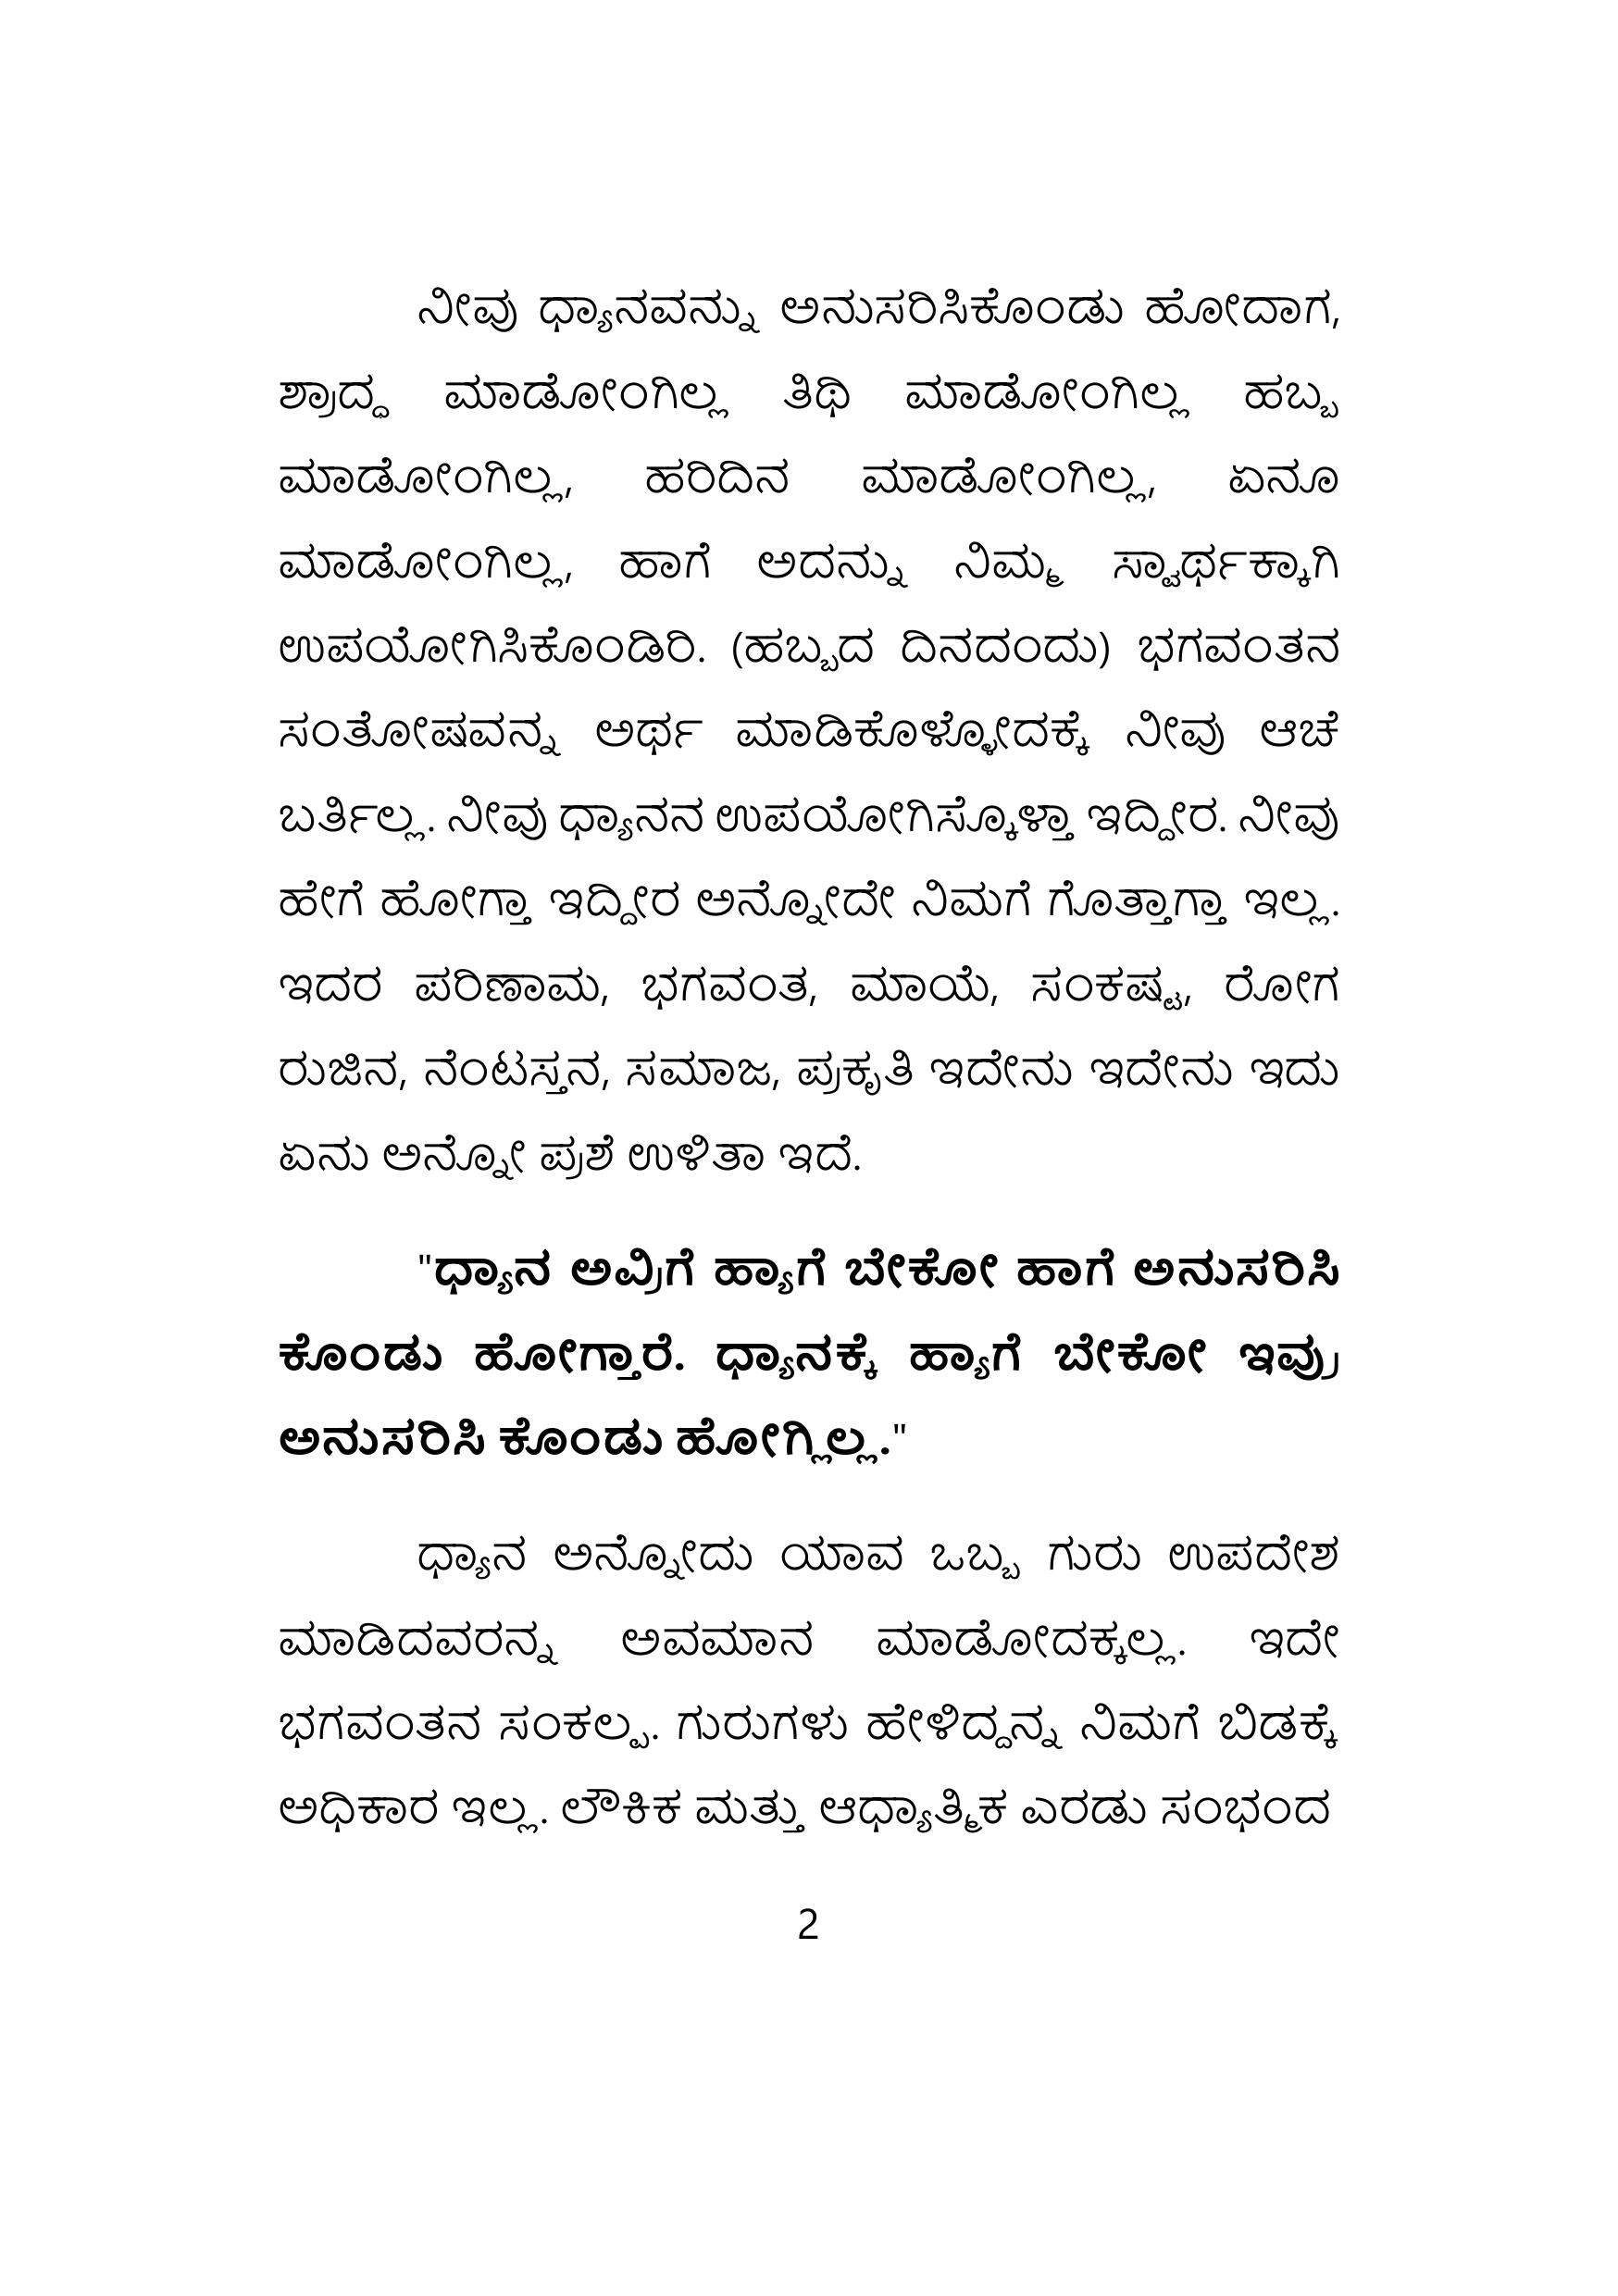 ನೀವು ಧ್ಯಾನವನ್ನು ಅನುಸರಿಸಿಕೊಂಡು ಹೋದಾಗ,
ಶ್ರಾದ್ಧ ಮಾಡೋಂಗಿಲ್ಲ ತಿಥಿ ಮಾಡೋಂಗಿಲ್ಲ ಹಬ್ಬ
ಮಾಡೋಂಗಿಲ್ಲ, ಹರಿದಿನ ಮಾಡೋಂಗಿಲ್ಲ, ಏನೂ
ಮಾಡೋಂಗಿಲ್ಲ, ಹಾಗೆ ಅದನ್ನು ನಿಮ್ಮ ಸ್ವಾರ್ಥಕ್ಕಾಗಿ
ಉಪಯೋಗಿಸಿಕೊಂಡಿರಿ. (ಹಬ್ಬದ ದಿನದಂದು) ಭಗವಂತನ
ಸಂತೋಷವನ್ನ ಅರ್ಥ ಮಾಡಿಕೊಳ್ಳೋದಕ್ಕೆ ನೀವು ಆಚೆ
ಬರ್ತಿಲ್ಲ. ನೀವು ಧ್ಯಾನನ ಉಪಯೋಗಿಸ್ಕೊಳ್ತಾ ಇದ್ದೀರ. ನೀವು
ಹೇಗೆ ಹೋಗ್ತಾ ಇದ್ದೀರ ಅನ್ನೋದೇ ನಿಮಗೆ ಗೊತ್ತಾಗ್ತಾ ಇಲ್ಲ.
ಇದರ ಪರಿಣಾಮ, ಭಗವಂತ, ಮಾಯೆ, ಸಂಕಷ್ಟ, ರೋಗ
ರುಜಿನ, ನೆಂಟಸ್ತನ, ಸಮಾಜ, ಪ್ರಕೃತಿ ಇದೇನು ಇದೇನು ಇದು
ಏನು ಅನ್ನೋ ಪ್ರಶೆ ಉಳಿತಾ ಇದೆ.
"ಧ್ಯಾನ ಅವ್ರಿಗೆ ಹ್ಯಾಗೆ ಬೇಕೋ ಹಾಗೆ ಅನುಸರಿಸಿ
ಕೊಂಡು ಹೋಗ್ತಾರೆ. ಧ್ಯಾನಕ್ಕೆ ಹ್ಯಾಗೆ ಬೇಕೋ ಇವ್ರು
ಅನುಸರಿಸಿ ಕೊಂಡು ಹೋಗ್ಲಿಲ್ಲ."
ಧ್ಯಾನ ಅನ್ನೋದು ಯಾವ ಒಬ್ಬ ಗುರು ಉಪದೇಶ
ಮಾಡಿದವರನ್ನ ಅವಮಾನ ಮಾಡೋದಕ್ಕಲ್ಲ. ಇದೇ
ಭಗವಂತನ ಸಂಕಲ್ಪ. ಗುರುಗಳು ಹೇಳಿದ್ದನ್ನ ನಿಮಗೆ ಬಿಡಕ್ಕೆ
ಅಧಿಕಾರ ಇಲ್ಲ. ಲೌಕಿಕ ಮತ್ತು ಆಧ್ಯಾತ್ಮಿಕ ಎರಡು ಸಂಭಂದ
2